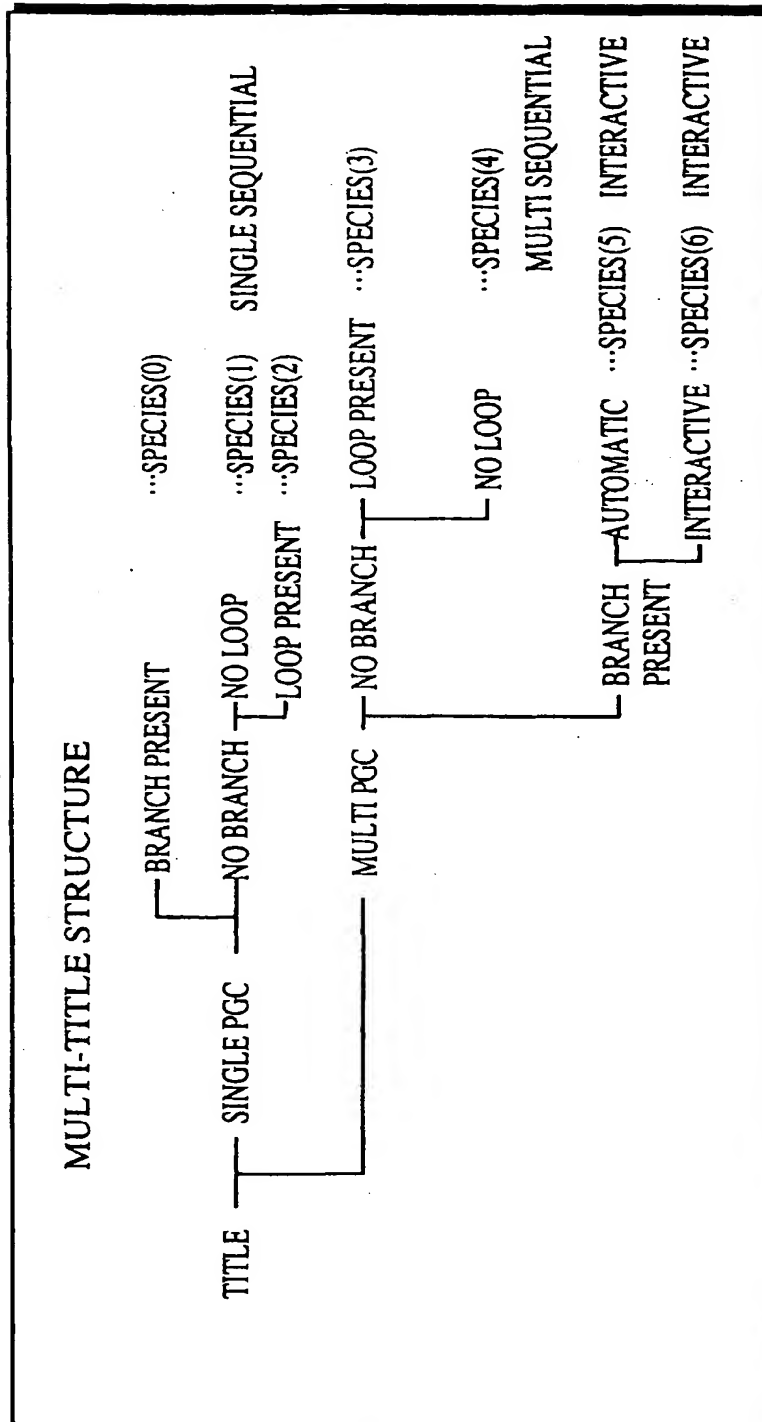 MULTI-TITLE STRUCTURE
BRANCH PRESENT ···SPECIES(0)
TITLE SINGLE PGC NO BRANCH NO LOOP ···SPECIES(1) SINGLE SEQUENTIAL
LOOP PRESENT ···SPECIES(2)
MULTI PGC NO BRANCH LOOP PRESENT ···SPECIES(3)
NO LOOP ···SPECIES(4)
MULTI SEQUENTIAL
BRANCH AUTOMATIC ···SPECIES(5) INTERACTIVE
PRESENT
INTERACTIVE ···SPECIES(6) INTERACTIVE